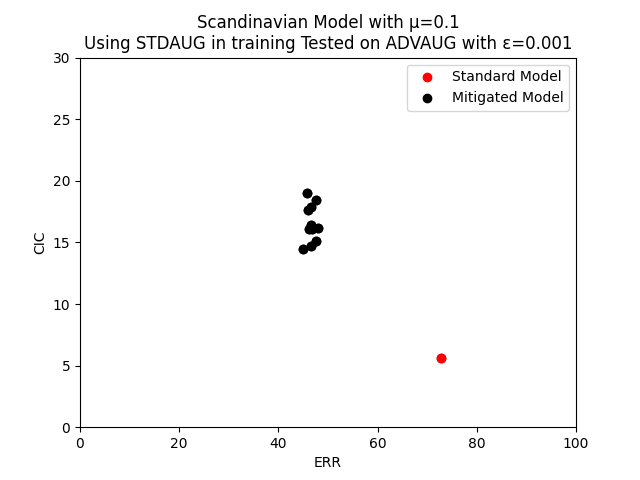 Scandinavian Model with μ=0.1
Using STDAUG in training Tested on ADVAUG with ε=0.001
Standard Model
Mitigated Model
30
25
20
15
10
5
0
CIC
0 20 40 60 80 100
ERR